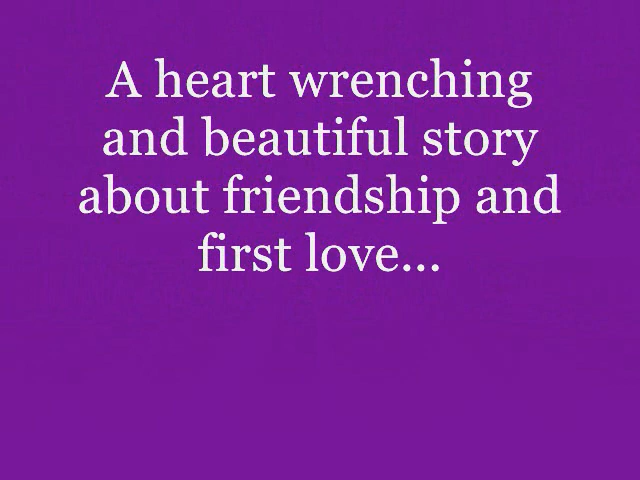 A heart wrenching
and beautiful story
about friendship and
first love...